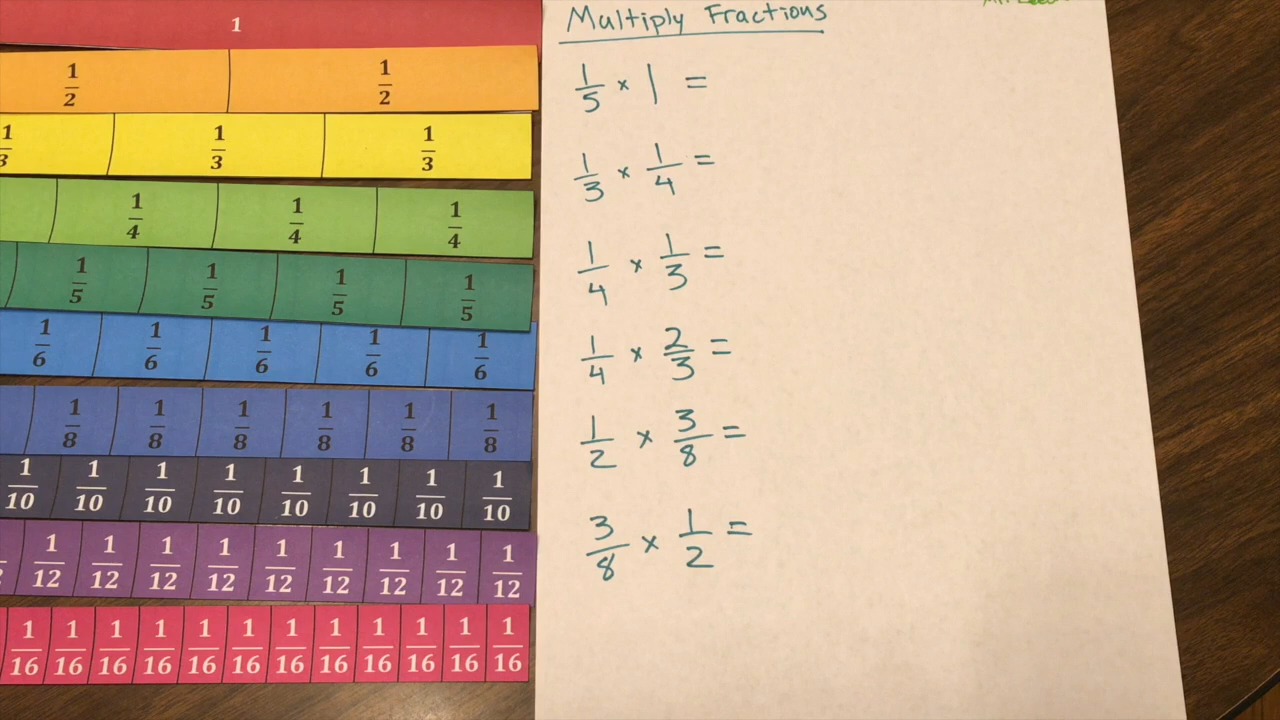 1
1/2 1/2
1/3 1/3 1/3
1/4 1/4 1/4
1/5 1/5 1/5 1/5
1/6 1/6 1/6 1/6 1/6
1/8 1/8 1/8 1/8 1/8 1/8
1/10 1/10 1/10 1/10 1/10 1/10 1/10 1/10
1/12 1/12 1/12 1/12 1/12 1/12 1/12 1/12 1/12
1/16 1/16 1/16 1/16 1/16 1/16 1/16 1/16 1/16 1/16 1/16 1/16
Multiply Fractions
1/5 × 1 =
1/3 × 1/4 =
1/4 × 1/3 =
1/4 × 2/3 =
1/2 × 3/8 =
3/8 × 1/2 =